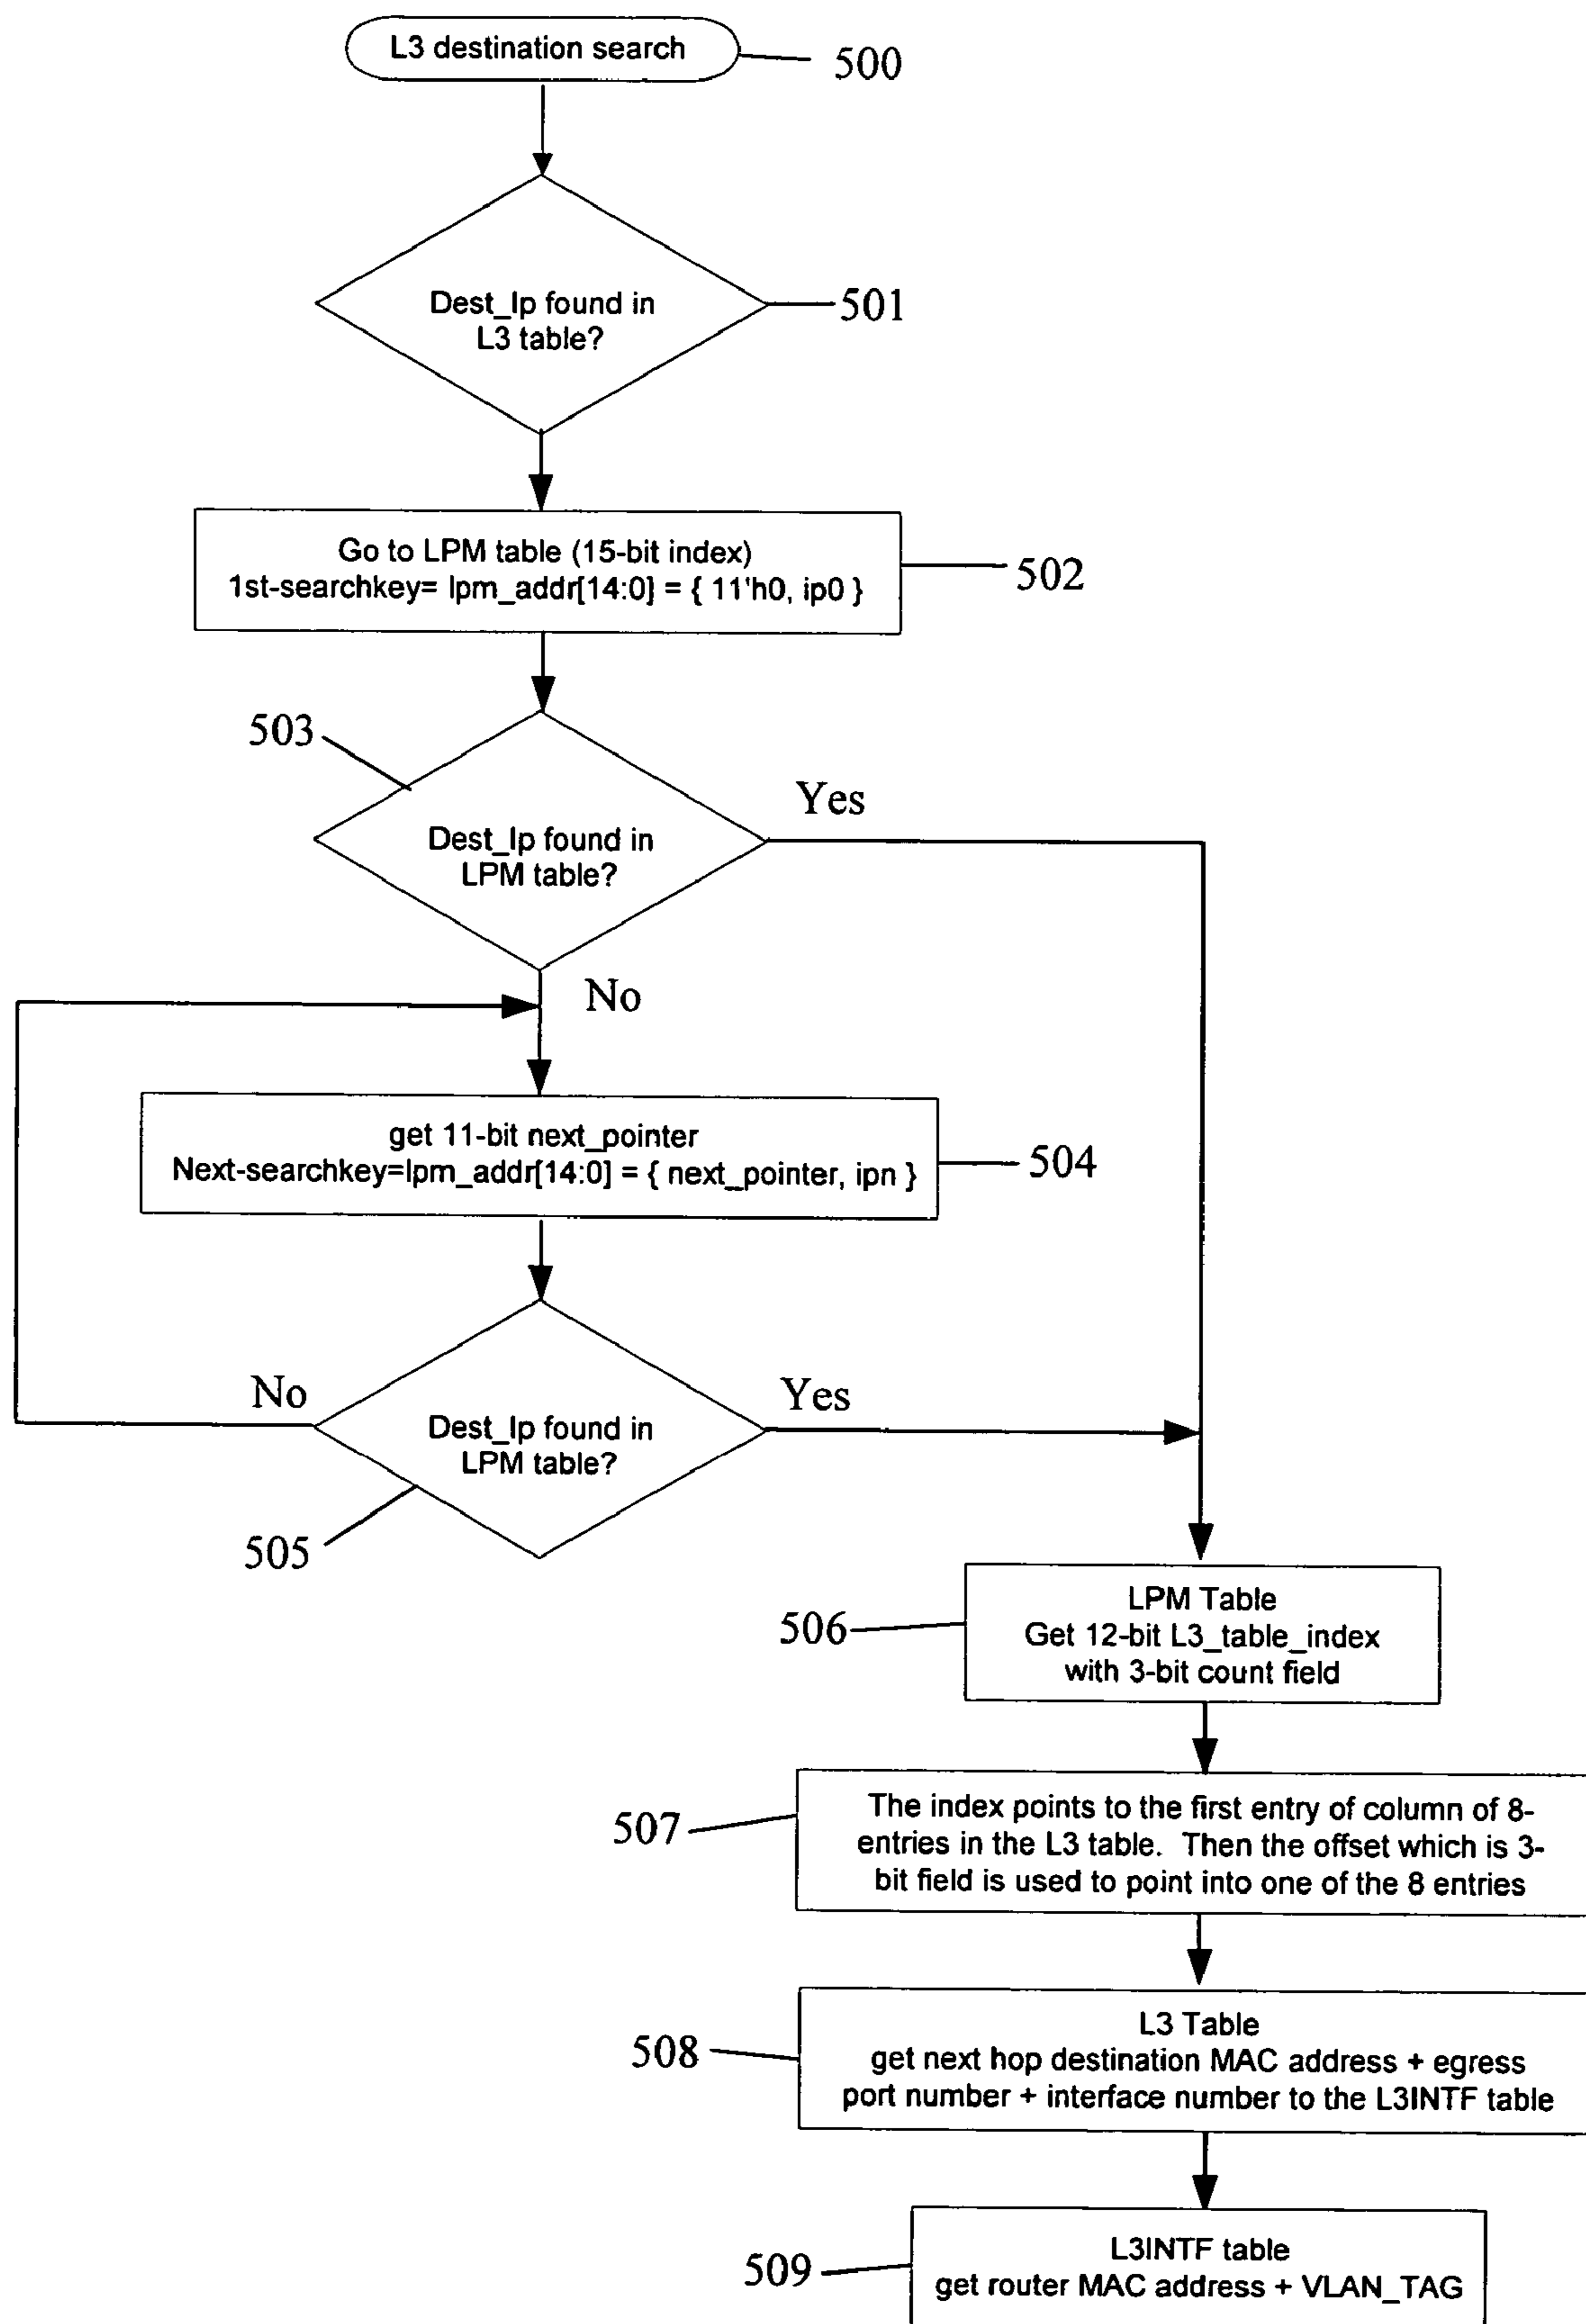 L3 destination search
500
Dest_Ip found in
L3 table?
501
Go to LPM table (15-bit index)
1st-searchkey= lpm_addr[14:0] = { 11'h0, ip0 }
502
503
Yes
Dest_Ip found in
LPM table?
No
get 11-bit next_pointer
Next-searchkey=lpm_addr[14:0] = { next_pointer, ipn }
504
No
Yes
Dest_Ip found in
LPM table?
505
LPM Table
Get 12-bit L3_table_index
with 3-bit count field
506
The index points to the first entry of column of 8-
entries in the L3 table. Then the offset which is 3-
bit field is used to point into one of the 8 entries
507
L3 Table
get next hop destination MAC address + egress
port number + interface number to the L3INTF table
508
L3INTF table
get router MAC address + VLAN_TAG
509